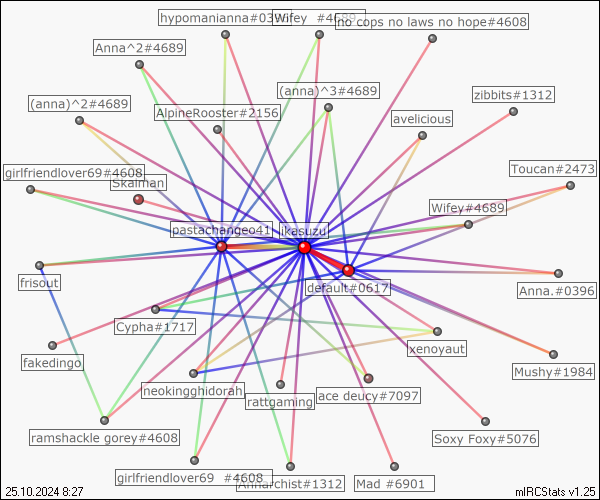 hypomanianna#0396
Wifey #4689
no cops no laws no hope#4608
Anna^2#4689
(anna)^3#4689
zibbits#1312
(anna)^2#4689
AlpineRooster#2156
avelicious
Toucan#2473
girlfriendlover69#4608
Skalman
Wifey#4689
pastachangeo41
ikasuzu
frisout
default#0617
Anna.#0396
Cypha#1717
xenoyaut
fakedingo
Mushy#1984
neokingghidorah
rattgaming
ace deucy#7097
ramshackle gorey#4608
Soxy Foxy#5076
girlfriendlover69 #4608
Annarchist#1312
Mad #6901
25.10.2024 8:27
mIRCStats v1.25